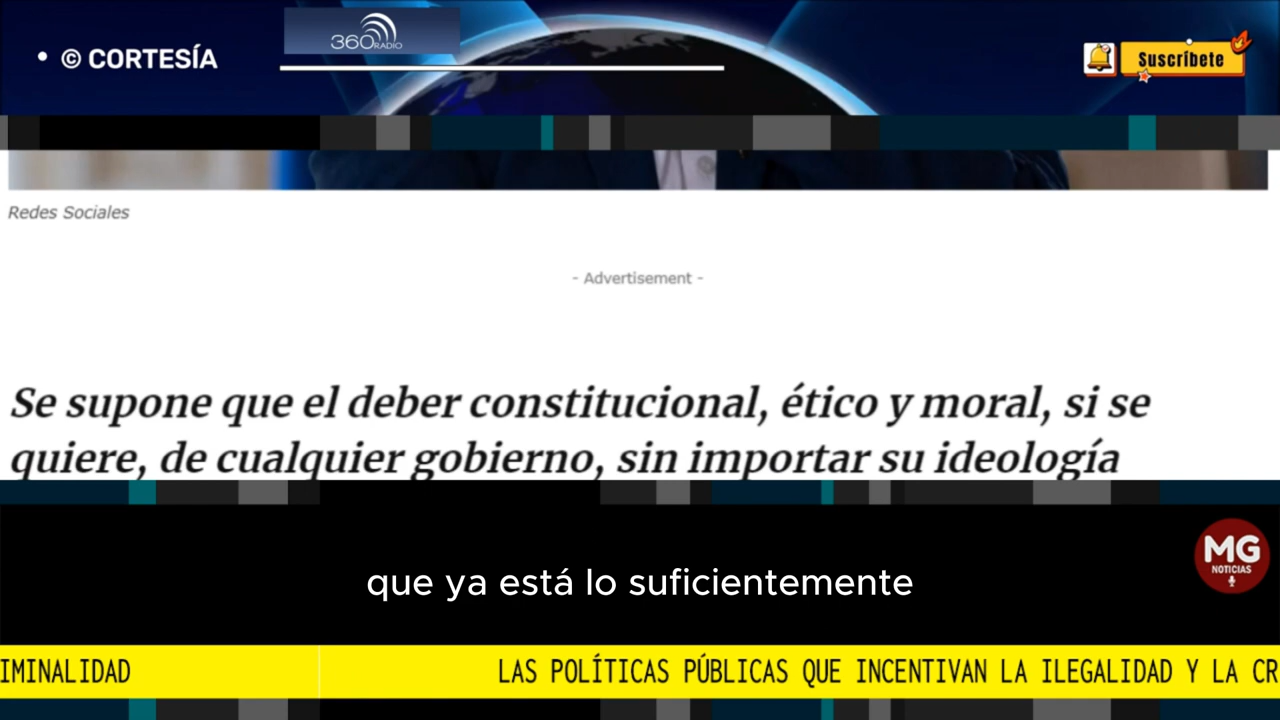 © CORTESÍA
360RADIO
Suscríbete
Redes Sociales
- Advertisement -
Se supone que el deber constitucional, ético y moral, si se
quiere, de cualquier gobierno, sin importar su ideología
MG
NOTICIAS
que ya está lo suficientemente
IMINALIDAD
LAS POLÍTICAS PÚBLICAS QUE INCENTIVAN LA ILEGALIDAD Y LA CR